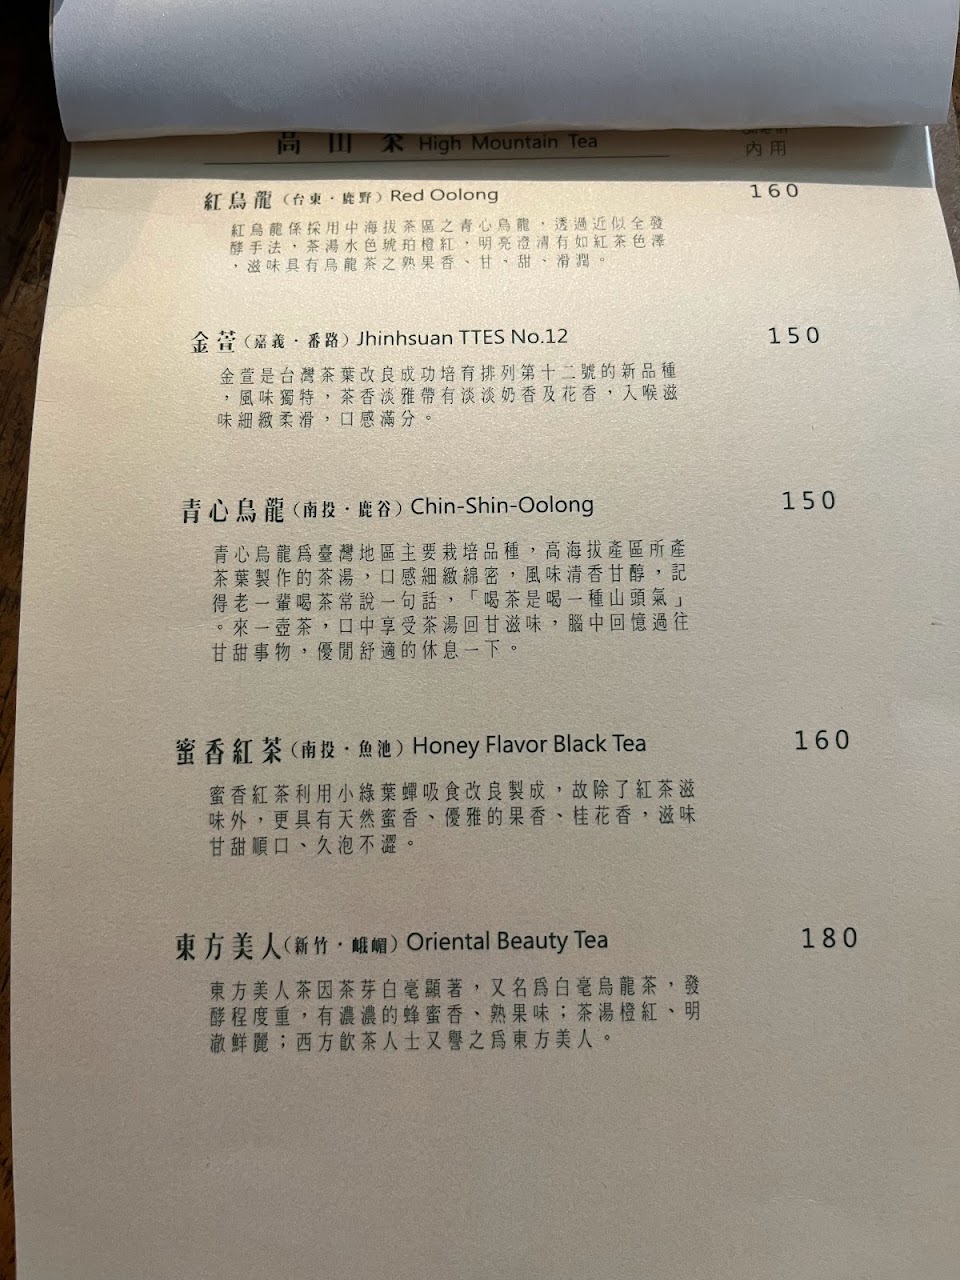 高山茶 High Mountain Tea
內用
紅烏龍（台東・鹿野）Red Oolong 160
紅烏龍係採用中海拔茶區之青心烏龍，透過近似全發
酵手法，茶湯水色琥珀橙紅，明亮澄清有如紅茶色澤
，滋味具有烏龍茶之熟果香、甘、甜、滑潤。
金萱（嘉義・番路）Jhinhsuan TTES No.12 150
金萱是台灣茶葉改良成功培育排列第十二號的新品種
，風味獨特，茶香淡雅帶有淡淡奶香及花香，入喉滋
味細緻柔滑，口感滿分。
青心烏龍（南投・鹿谷）Chin-Shin-Oolong 150
青心烏龍為臺灣地區主要栽培品種，高海拔產區所產
茶葉製作的茶湯，口感細緻綿密，風味清香甘醇，記
得老一輩喝茶常說一句話，「喝茶是喝一種山頭氣」
。來一壺茶，口中享受茶湯回甘滋味，腦中回憶過往
甘甜事物，優閒舒適的休息一下。
蜜香紅茶（南投・魚池）Honey Flavor Black Tea 160
蜜香紅茶利用小綠葉蟬吸食改良製成，故除了紅茶滋
味外，更具有天然蜜香、優雅的果香、桂花香，滋味
甘甜順口、久泡不澀。
東方美人（新竹・峨嵋）Oriental Beauty Tea 180
東方美人茶因茶芽白毫顯著，又名為白毫烏龍茶，發
酵程度重，有濃濃的蜂蜜香、熟果味；茶湯橙紅、明
澈鮮麗；西方飲茶人士又譽之為東方美人。